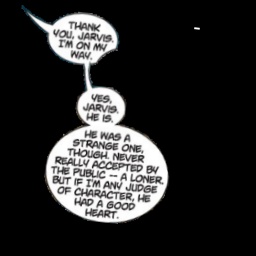 THANK
YOU, JARVIS.
I'M ON MY
WAY.
YES,
JARVIS.
HE IS.
HE WAS A
STRANGE ONE,
THOUGH. NEVER
REALLY ACCEPTED BY
THE PUBLIC -- A LONER.
BUT IF I'M ANY JUDGE
OF CHARACTER, HE
HAD A GOOD
HEART.